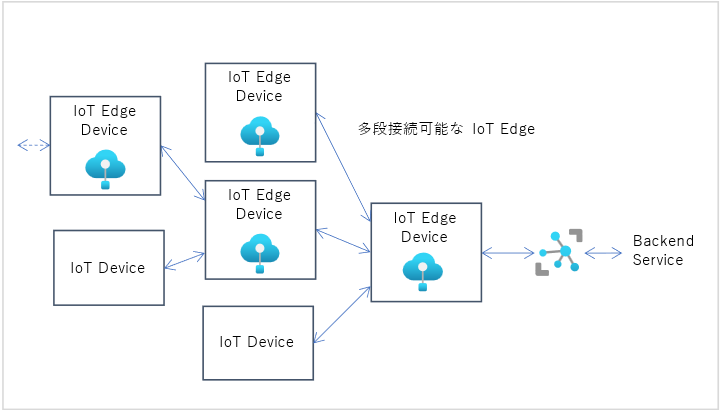 IoT Edge
Device
多段接続可能な IoT Edge
IoT Edge
Device
IoT Edge
Device
IoT Edge
Device
Backend
Service
IoT Device
IoT Device